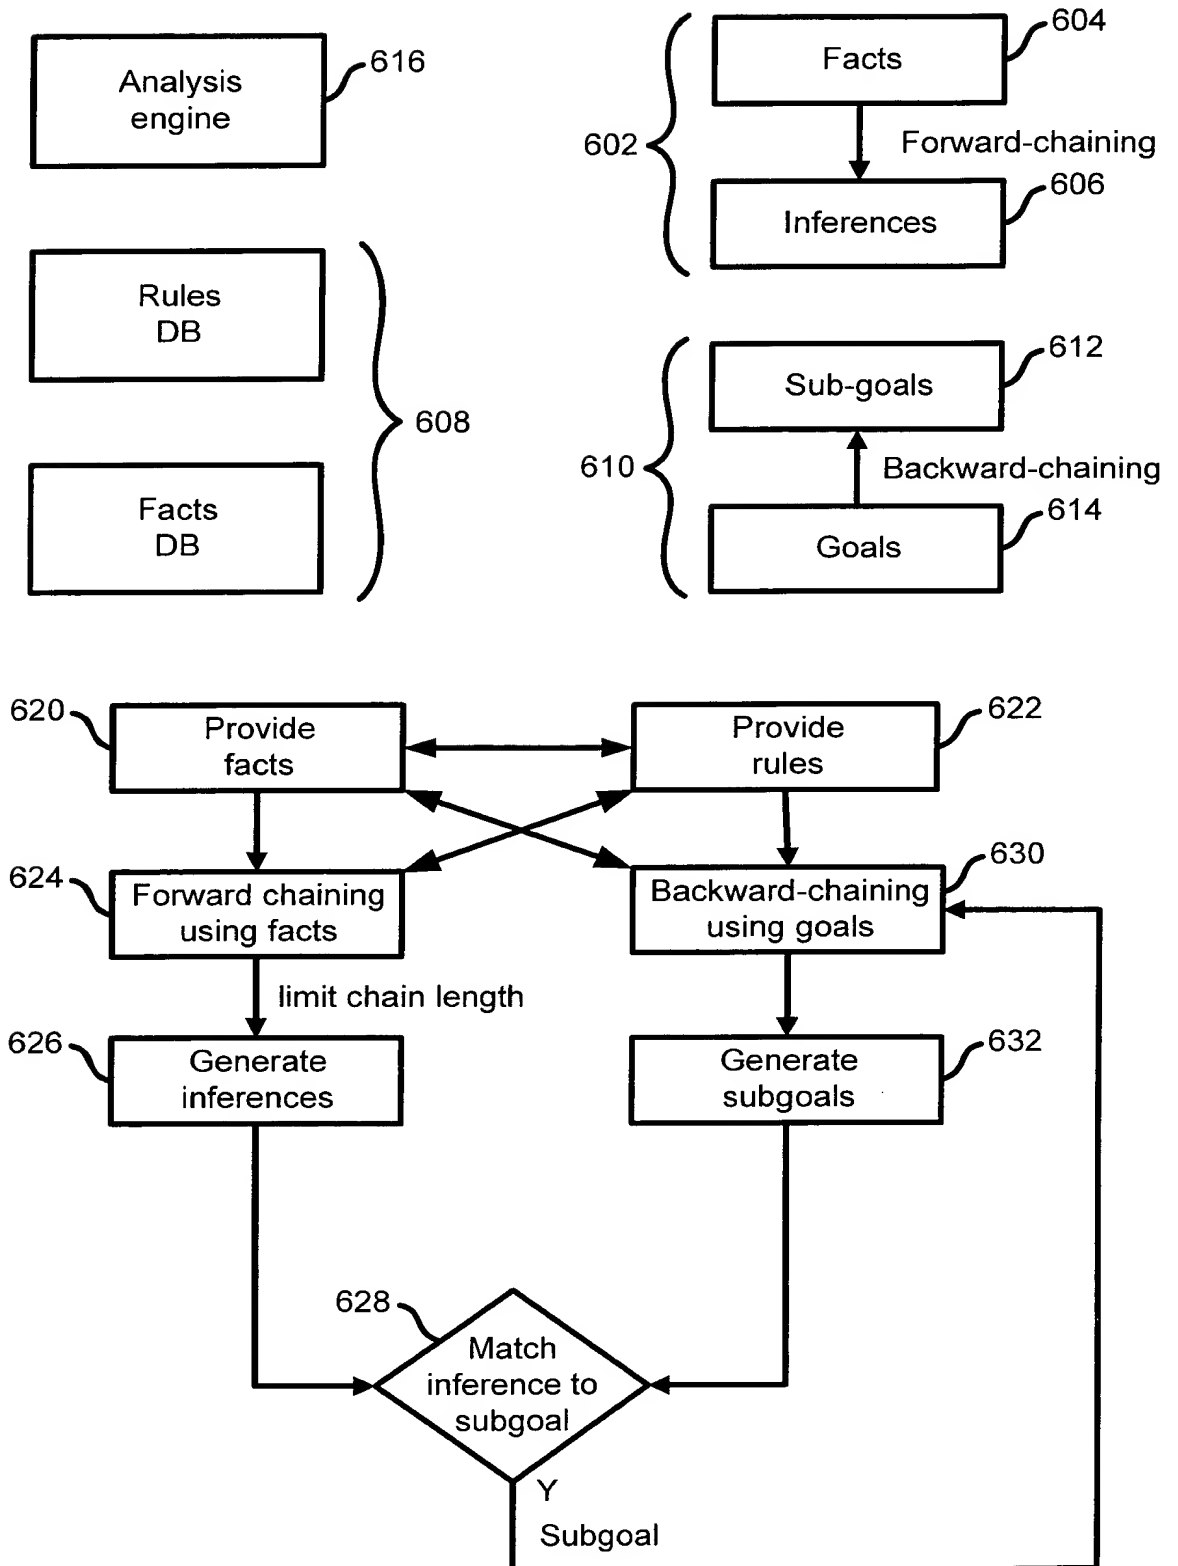 Analysis
engine
616
Rules
DB
608
Facts
DB
604
Facts
602
Forward-chaining
606
Inferences
612
Sub-goals
610
Backward-chaining
614
Goals
620
Provide
facts
622
Provide
rules
624
Forward chaining
using facts
630
Backward-chaining
using goals
limit chain length
626
Generate
inferences
632
Generate
subgoals
628
Match
inference to
subgoal
Y
Subgoal